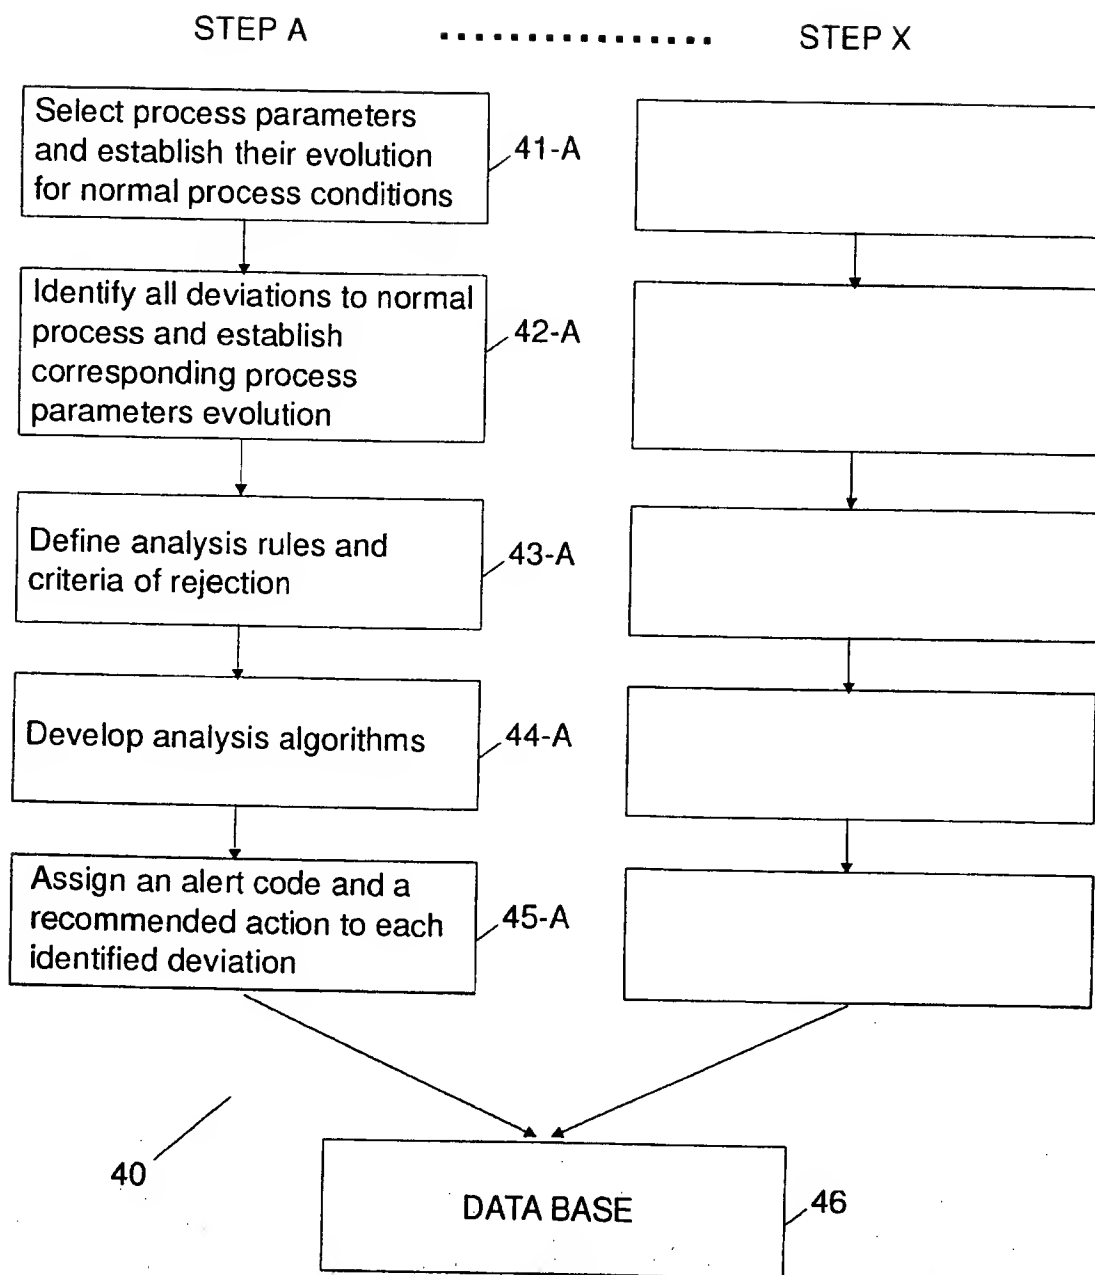 STEP A ............... STEP X
Select process parameters
and establish their evolution
for normal process conditions
41-A
Identify all deviations to normal
process and establish
corresponding process
parameters evolution
42-A
Define analysis rules and
criteria of rejection
43-A
Develop analysis algorithms
44-A
Assign an alert code and a
recommended action to each
identified deviation
45-A
40
DATA BASE
46